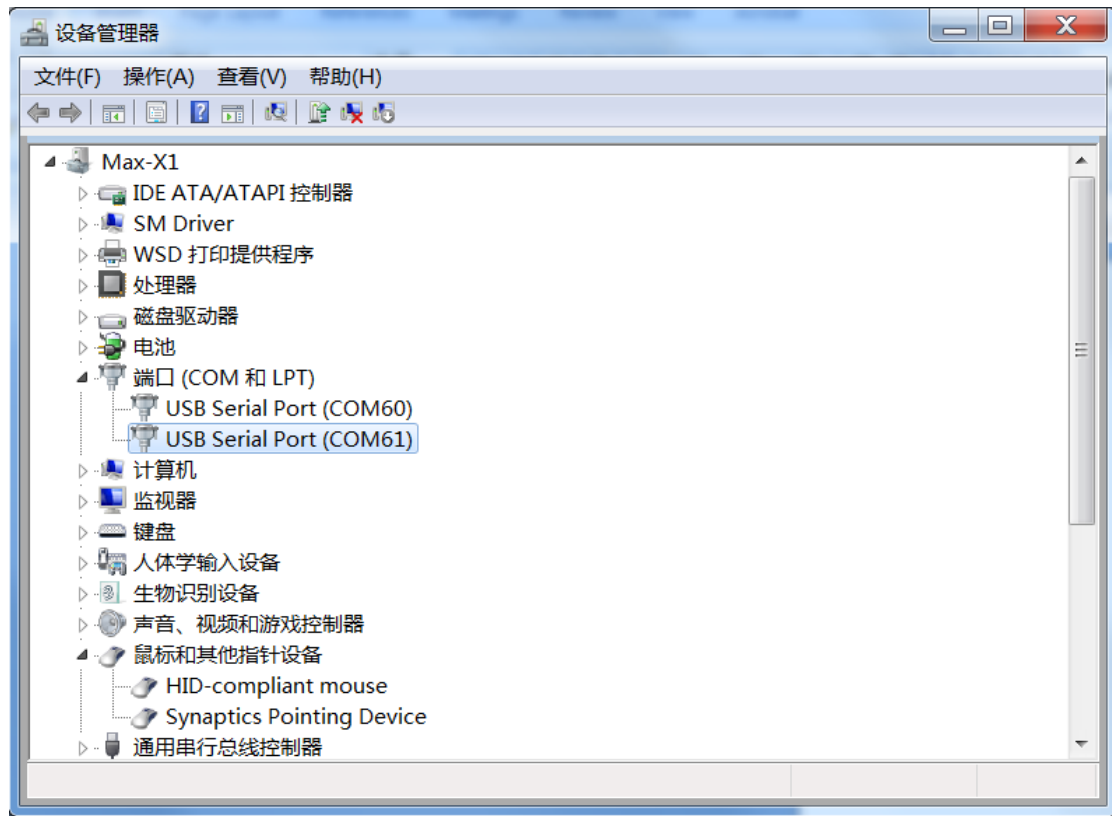 设备管理器
文件(F) 操作(A) 查看(V) 帮助(H)
Max-X1
IDE ATA/ATAPI 控制器
SM Driver
WSD 打印提供程序
处理器
磁盘驱动器
电池
端口 (COM 和 LPT)
USB Serial Port (COM60)
USB Serial Port (COM61)
计算机
监视器
键盘
人体学输入设备
生物识别设备
声音、视频和游戏控制器
鼠标和其他指针设备
HID-compliant mouse
Synaptics Pointing Device
通用串行总线控制器